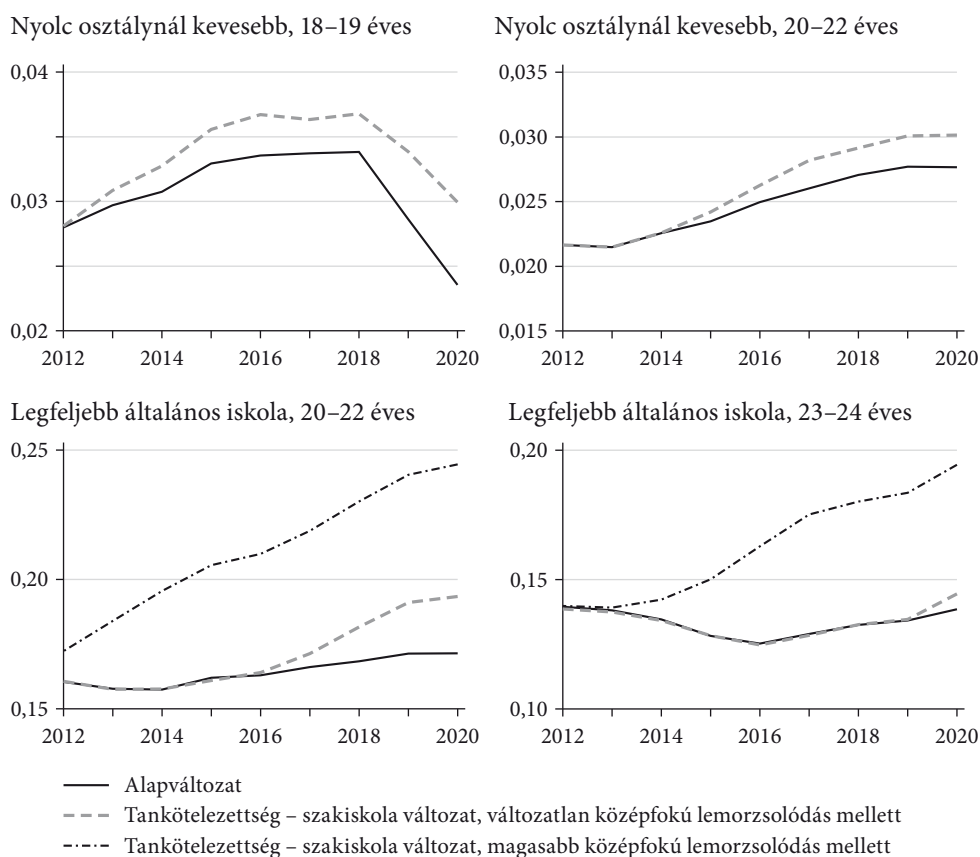 Nyolc osztálynál kevesebb, 18–19 éves
0,04
0,03
0,02
2012 2014 2016 2018 2020
Nyolc osztálynál kevesebb, 20–22 éves
0,035
0,030
0,025
0,020
0,015
2012 2014 2016 2018 2020
Legfeljebb általános iskola, 20–22 éves
0,25
0,20
0,15
2012 2014 2016 2018 2020
Legfeljebb általános iskola, 23–24 éves
0,20
0,15
0,10
2012 2014 2016 2018 2020
Alapváltozat
Tankötelezettség – szakiskola változat, változatlan középfokú lemorzsolódás mellett
Tankötelezettség – szakiskola változat, magasabb középfokú lemorzsolódás mellett